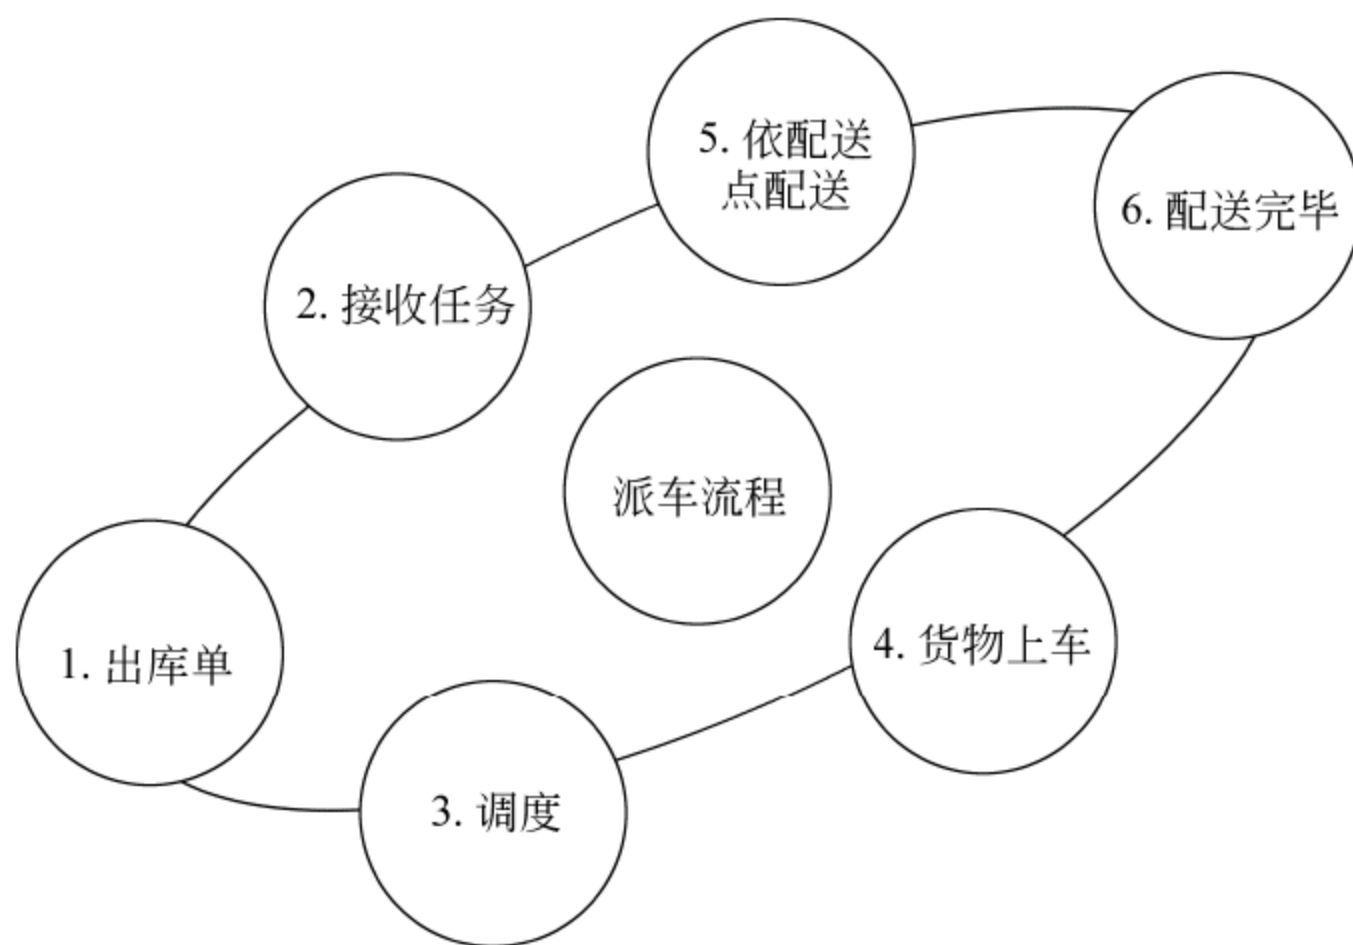 5. 依配送
点配送
6. 配送完毕
2. 接收任务
派车流程
4. 货物上车
1. 出库单
3. 调度